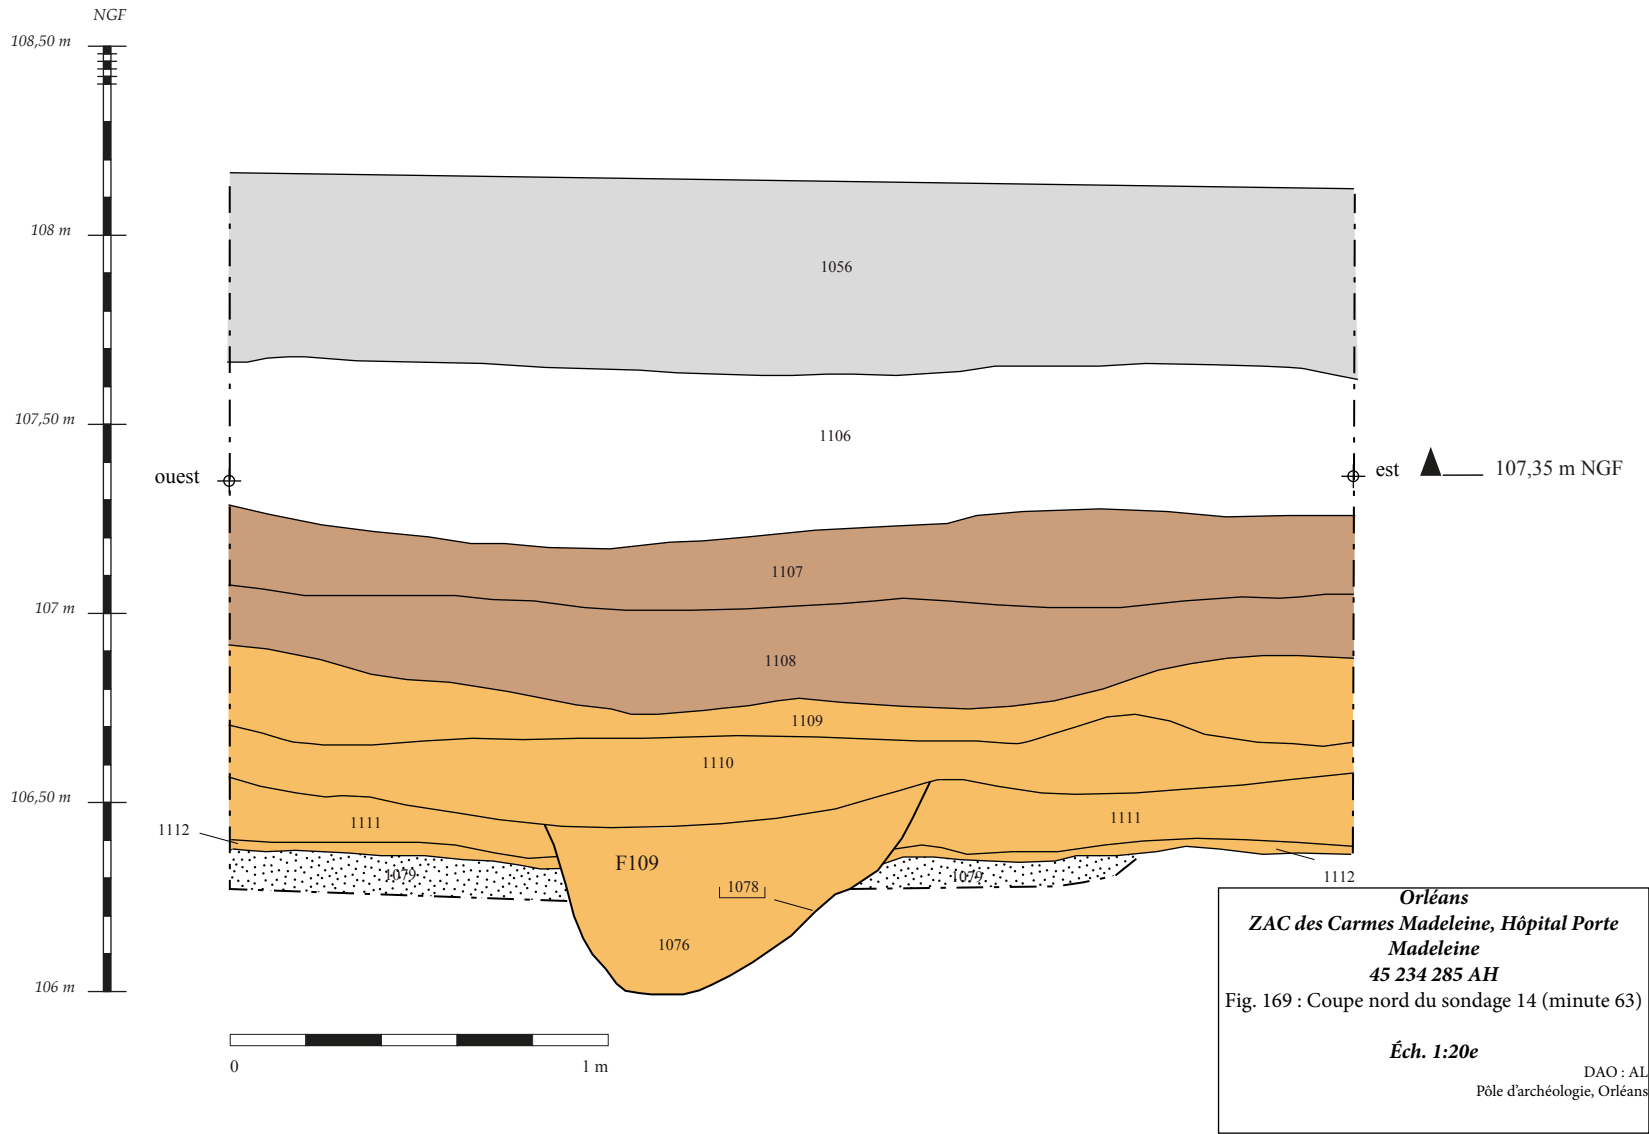 NGF
108,50 m
108 m
1056
107,50 m
1106
ouest
est
107,35 m NGF
1107
107 m
1108
1109
1110
106,50 m
1111
1111
1112
F109
1079
1078
1079
1112
1076
106 m
0
1 m
Orléans
ZAC des Carmes Madeleine, Hôpital Porte
Madeleine
45 234 285 AH
Fig. 169 : Coupe nord du sondage 14 (minute 63)
Éch. 1:20e
DAO : AL
Pôle d'archéologie, Orléans